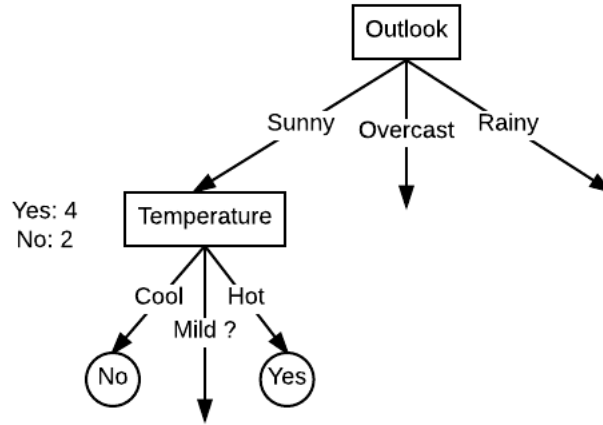 Outlook
Sunny
Overcast
Rainy
Yes: 4
No: 2
Temperature
Cool
Hot
Mild ?
No
Yes